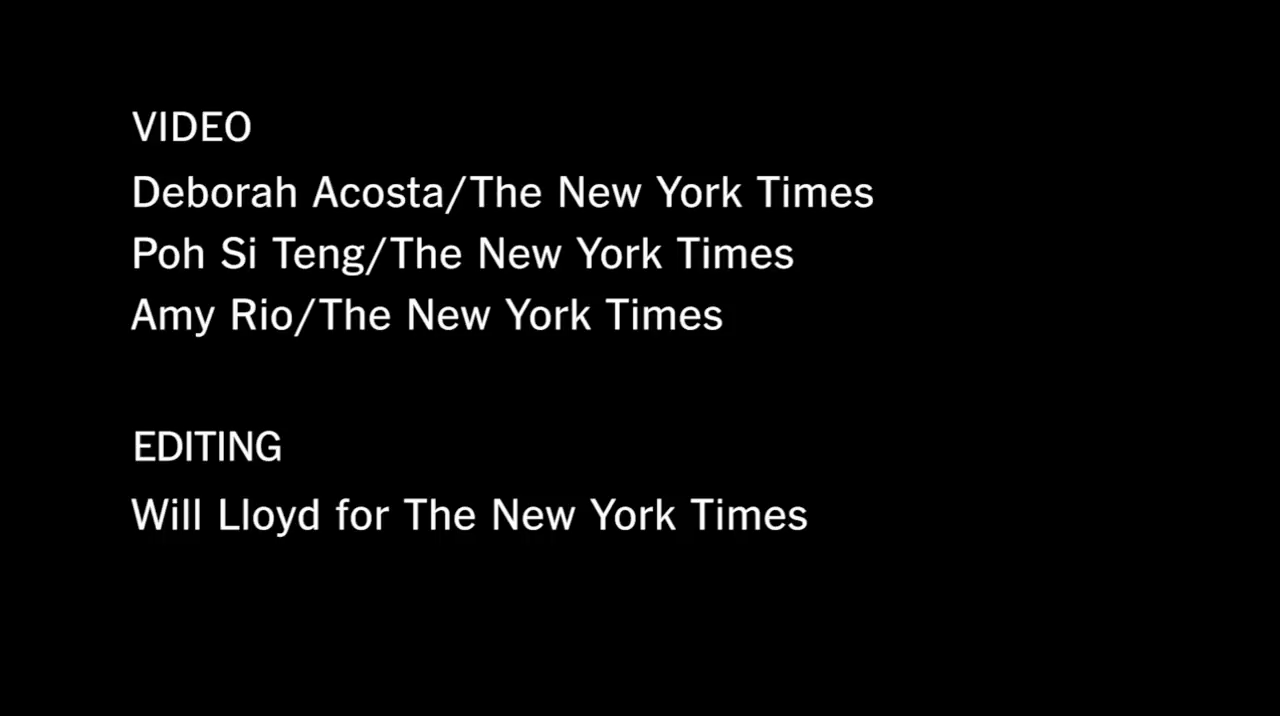 VIDEO
Deborah Acosta/The New York Times
Poh Si Teng/The New York Times
Amy Rio/The New York Times
EDITING
Will Lloyd for The New York Times